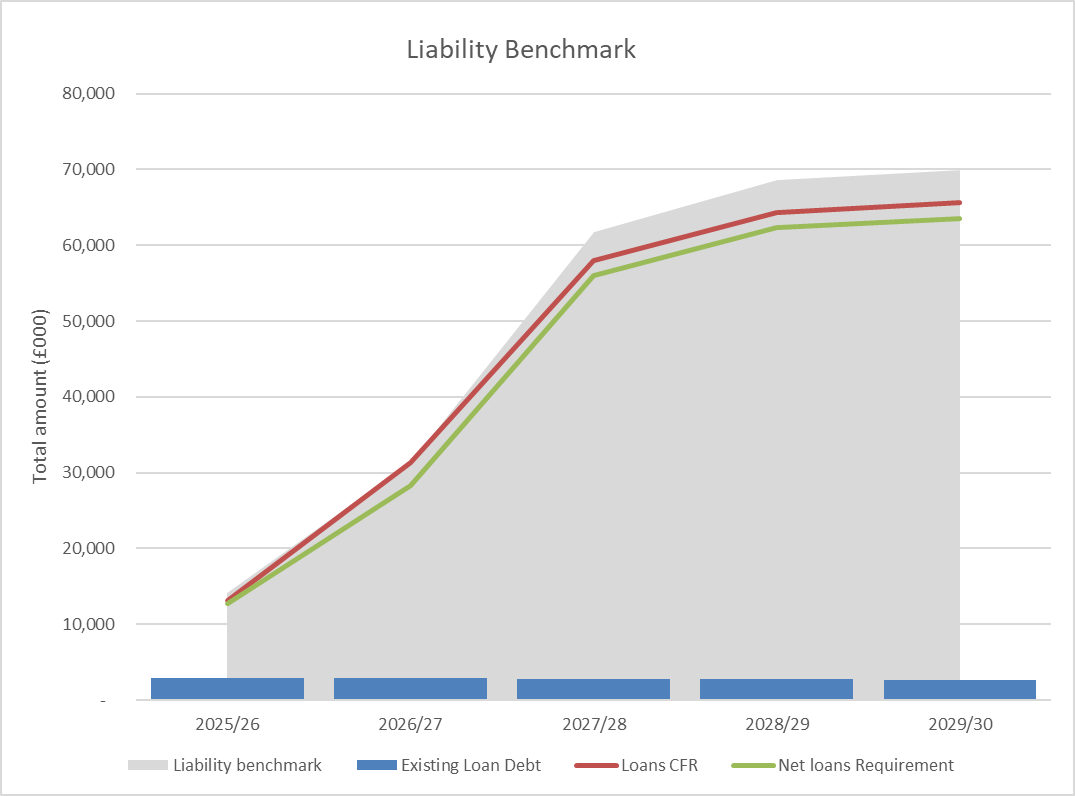 Liability Benchmark
80,000
70,000
60,000
50,000
40,000
30,000
20,000
10,000
-
Total amount (£000)
2025/26 2026/27 2027/28 2028/29 2029/30
Liability benchmark Existing Loan Debt Loans CFR Net loans Requirement